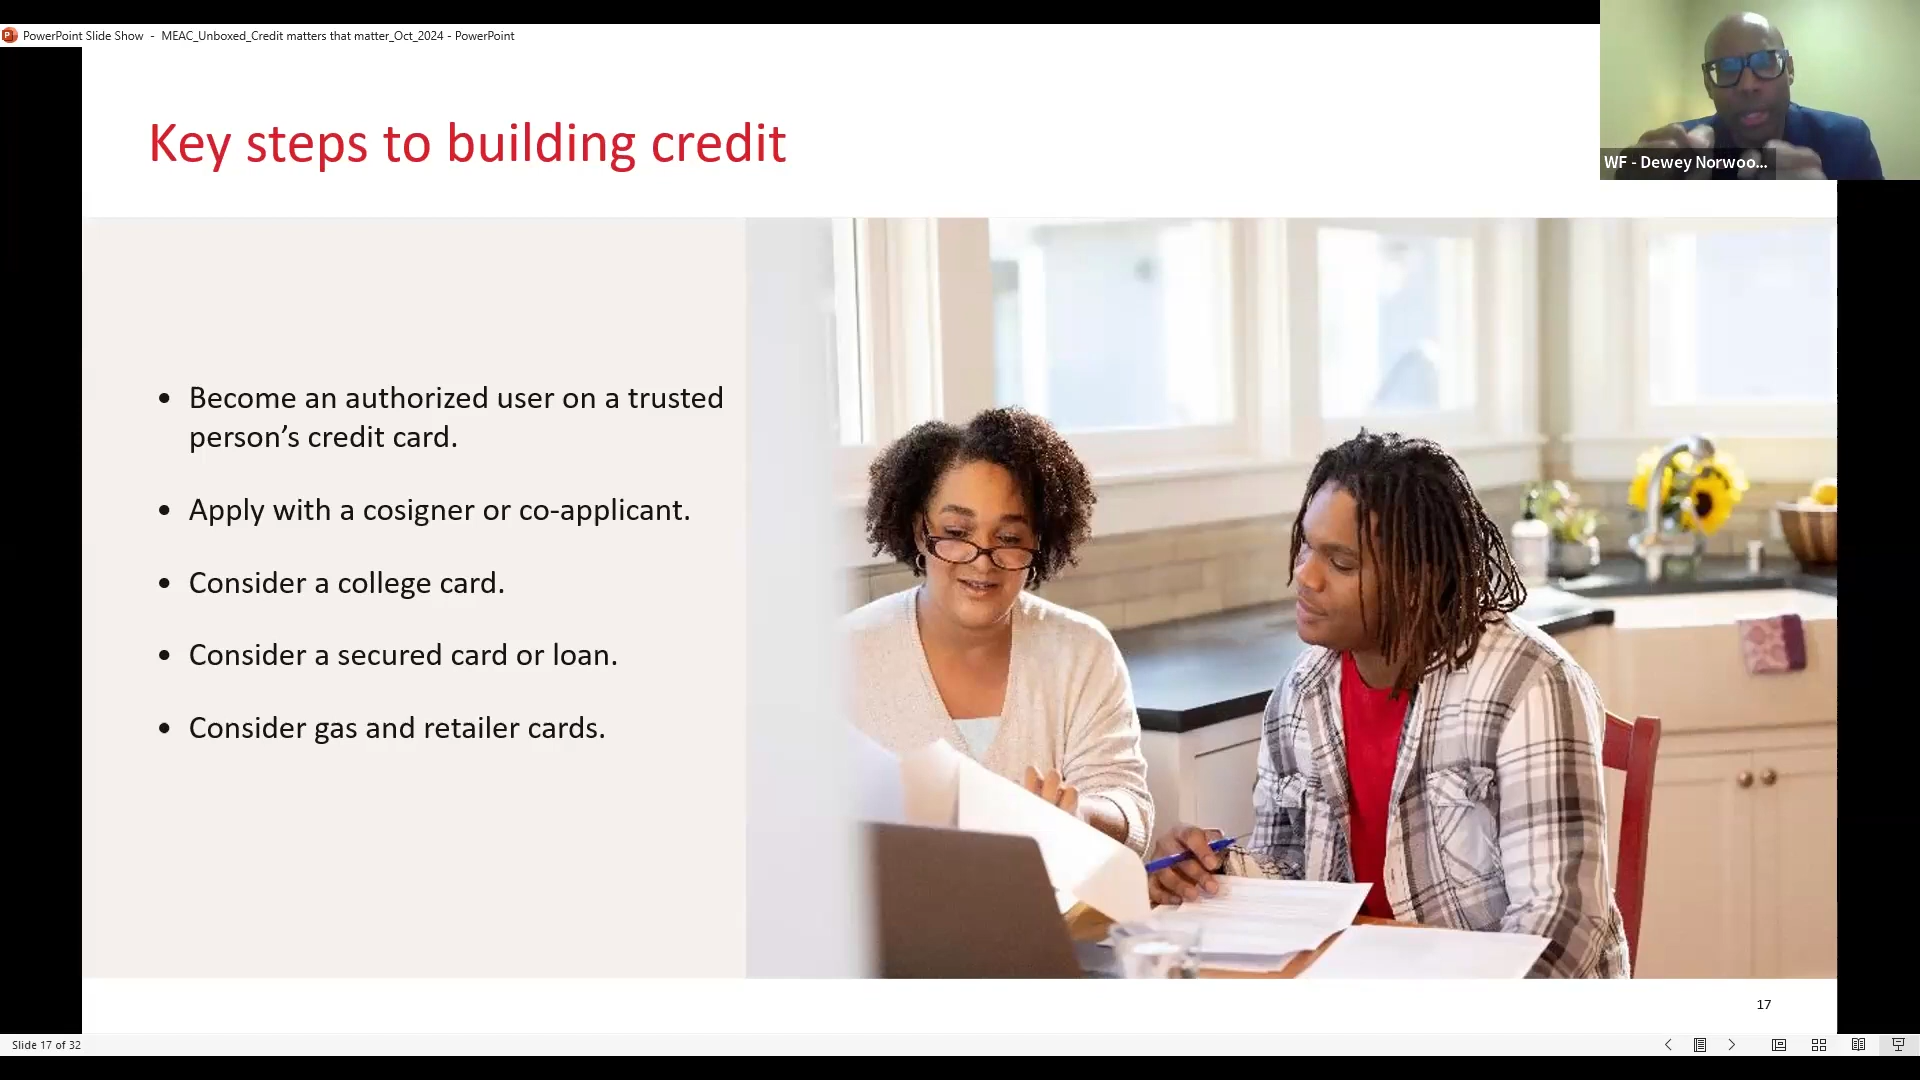 PowerPoint Slide Show - MEAC_Unboxed_Credit matters that matter_Oct_2024 - PowerPoint
WF - Dewey Norwoo...
Key steps to building credit
• Become an authorized user on a trusted
person’s credit card.
• Apply with a cosigner or co-applicant.
• Consider a college card.
• Consider a secured card or loan.
• Consider gas and retailer cards.
17
Slide 17 of 32